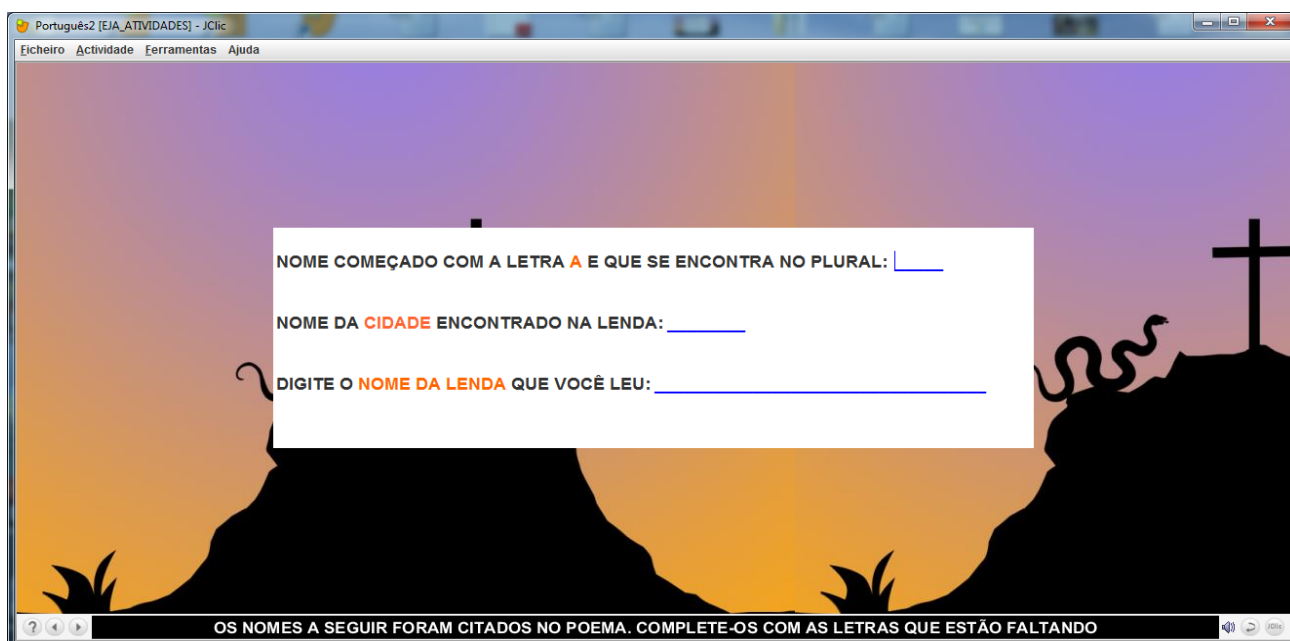 Português2 [EJA_ATIVIDADES] - JClic
Ficheiro Actividade Ferramentas Ajuda
NOME COMEÇADO COM A LETRA A E QUE SE ENCONTRA NO PLURAL:
NOME DA CIDADE ENCONTRADO NA LENDA:
DIGITE O NOME DA LENDA QUE VOCÊ LEU:
OS NOMES A SEGUIR FORAM CITADOS NO POEMA. COMPLETE-OS COM AS LETRAS QUE ESTÃO FALTANDO
JClic